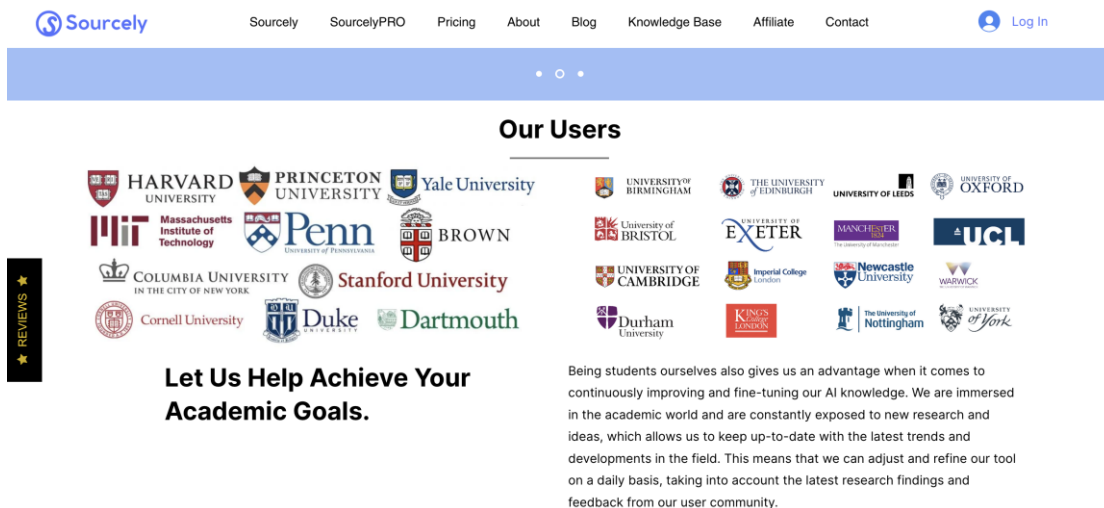 Sourcely
Sourcely SourcelyPRO Pricing About Blog Knowledge Base Affiliate Contact
Log In
Our Users
HARVARD
UNIVERSITY
PRINCETON
UNIVERSITY
Yale University
Massachusetts
Institute of
Technology
Penn
UNIVERSITY OF PENNSYLVANIA
BROWN
COLUMBIA UNIVERSITY
IN THE CITY OF NEW YORK
Stanford University
Cornell University
Duke
UNIVERSITY
Dartmouth
UNIVERSITY OF
BIRMINGHAM
THE UNIVERSITY
of EDINBURGH
UNIVERSITY OF LEEDS
UNIVERSITY OF
OXFORD
University of
BRISTOL
UNIVERSITY OF
EXETER
MANCHESTER
1824
The University of Manchester
UCL
UNIVERSITY OF
CAMBRIDGE
Imperial College
London
Newcastle
University
WARWICK
Durham
University
KING'S
College
LONDON
The University of
Nottingham
UNIVERSITY
of York
REVIEWS
Let Us Help Achieve Your
Academic Goals.
Being students ourselves also gives us an advantage when it comes to
continuously improving and fine-tuning our AI knowledge. We are immersed
in the academic world and are constantly exposed to new research and
ideas, which allows us to keep up-to-date with the latest trends and
developments in the field. This means that we can adjust and refine our tool
on a daily basis, taking into account the latest research findings and
feedback from our user community.